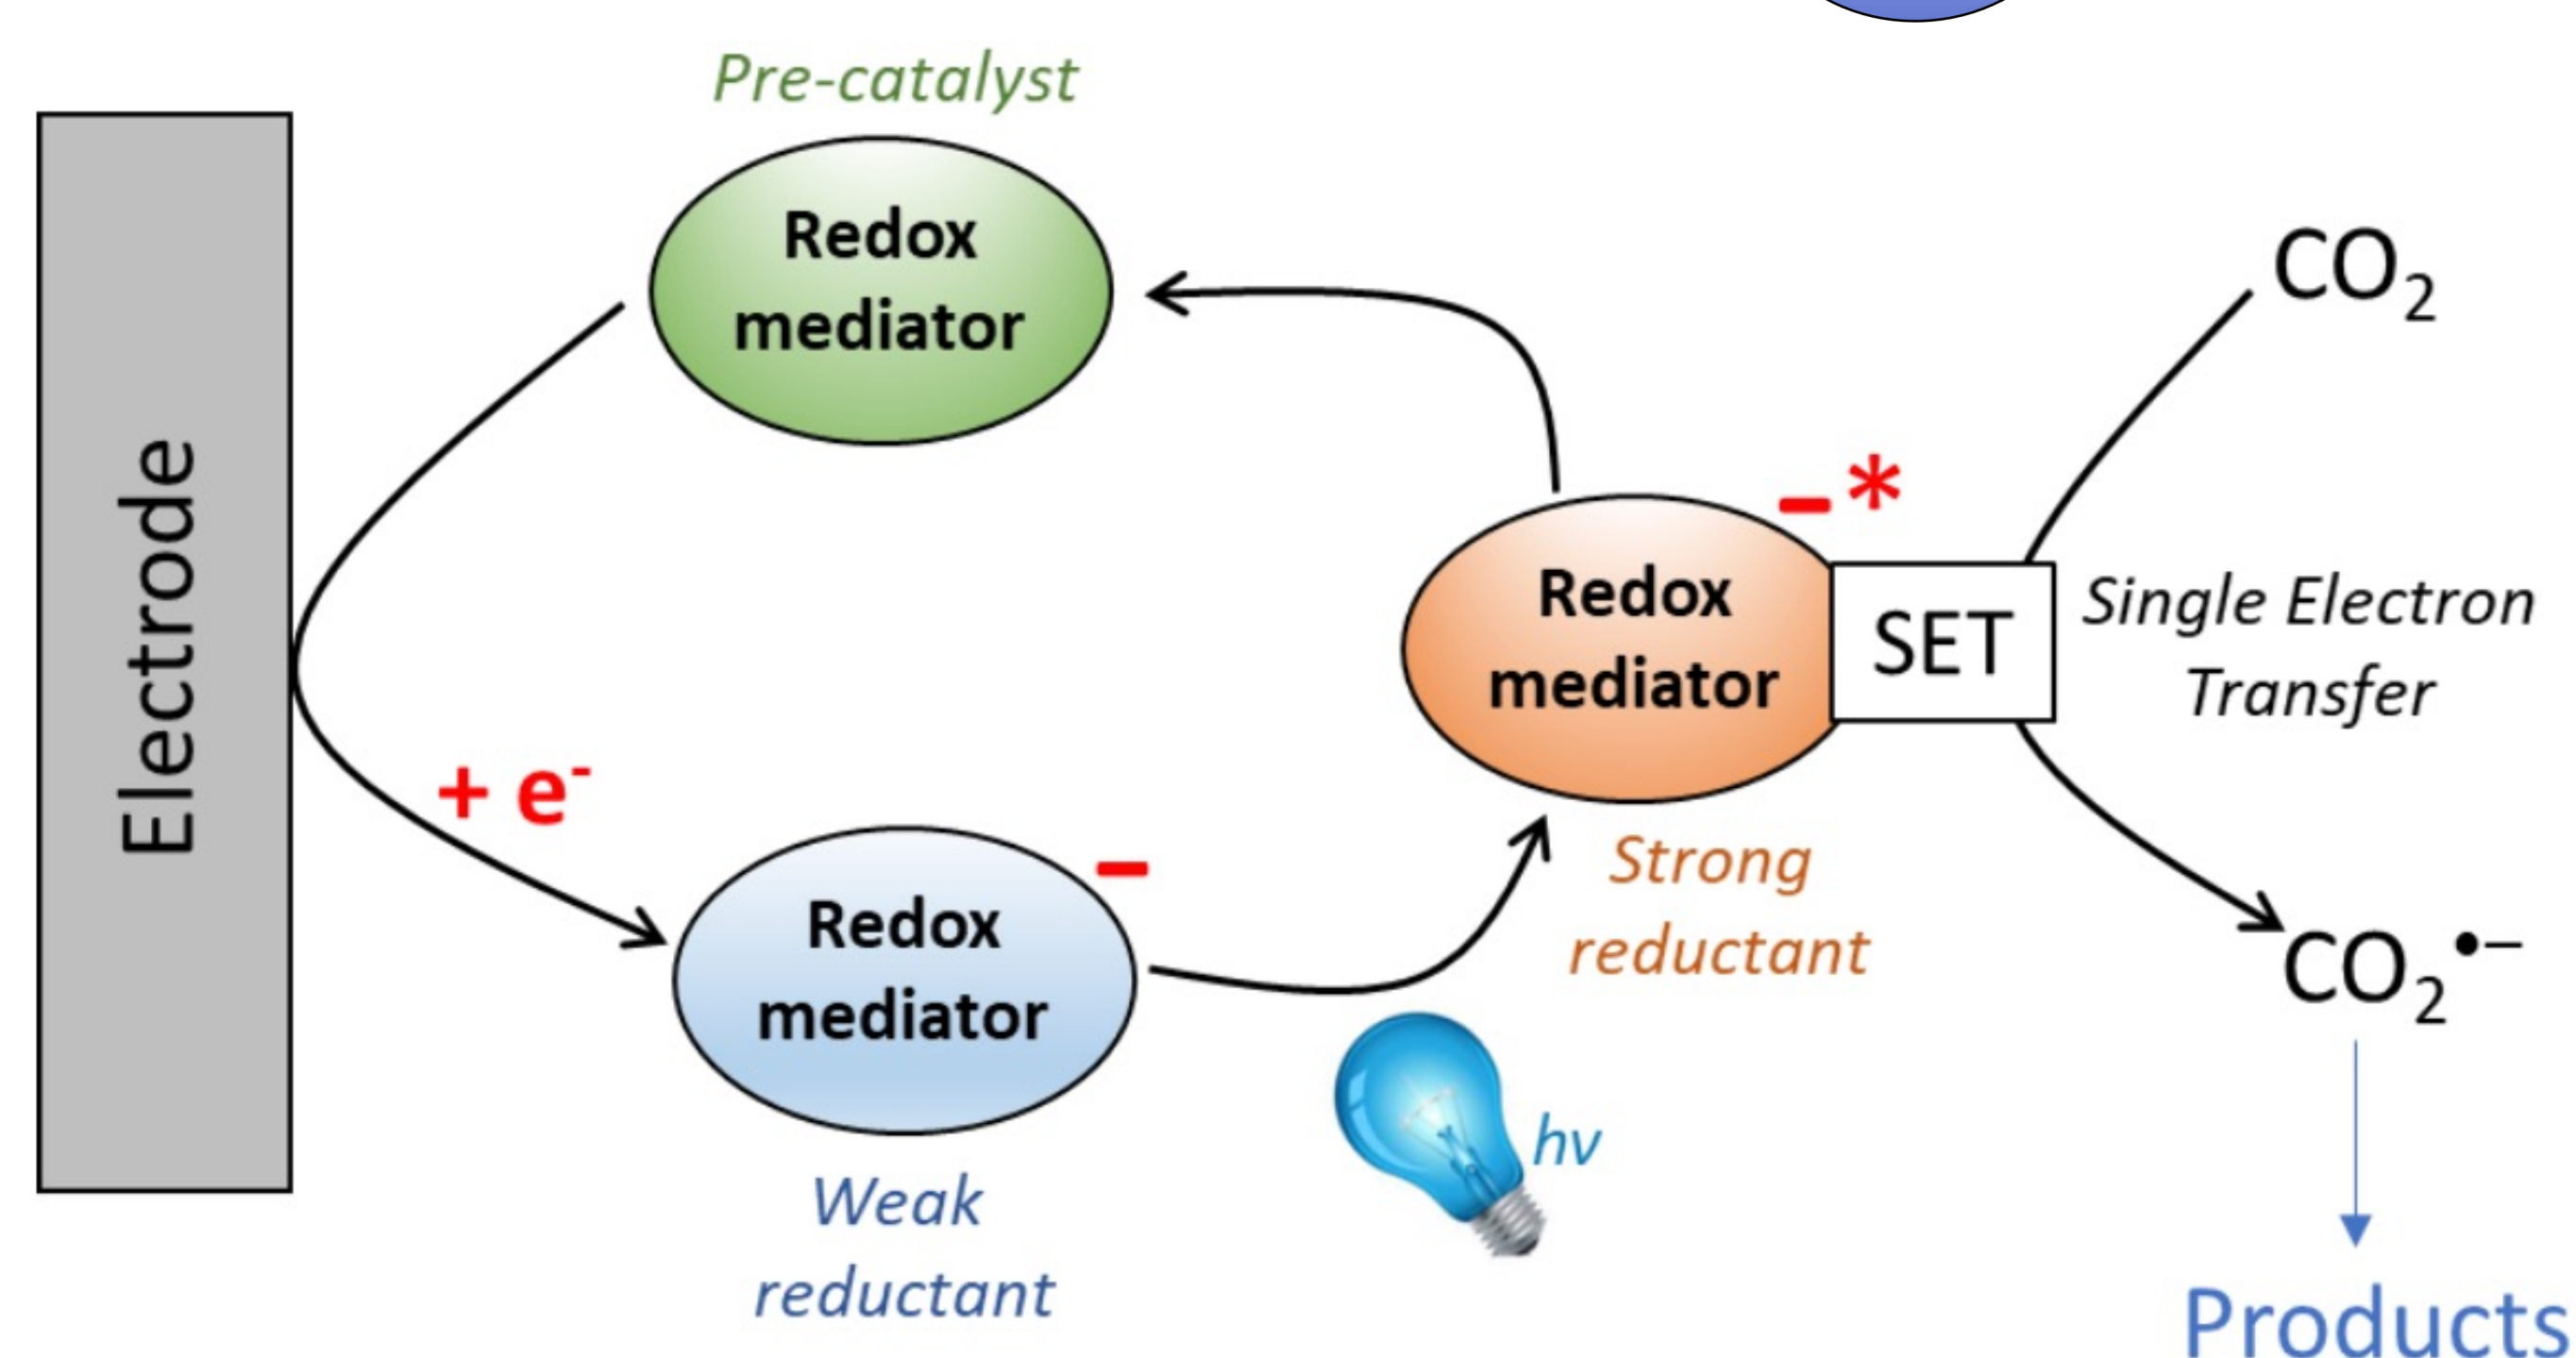 Pre-catalyst
Redox
mediator
Electrode
+ e⁻
Redox
mediator
–
Weak
reductant
hν
Redox
mediator
– *
Strong
reductant
SET
Single Electron
Transfer
CO₂
CO₂•–
Products